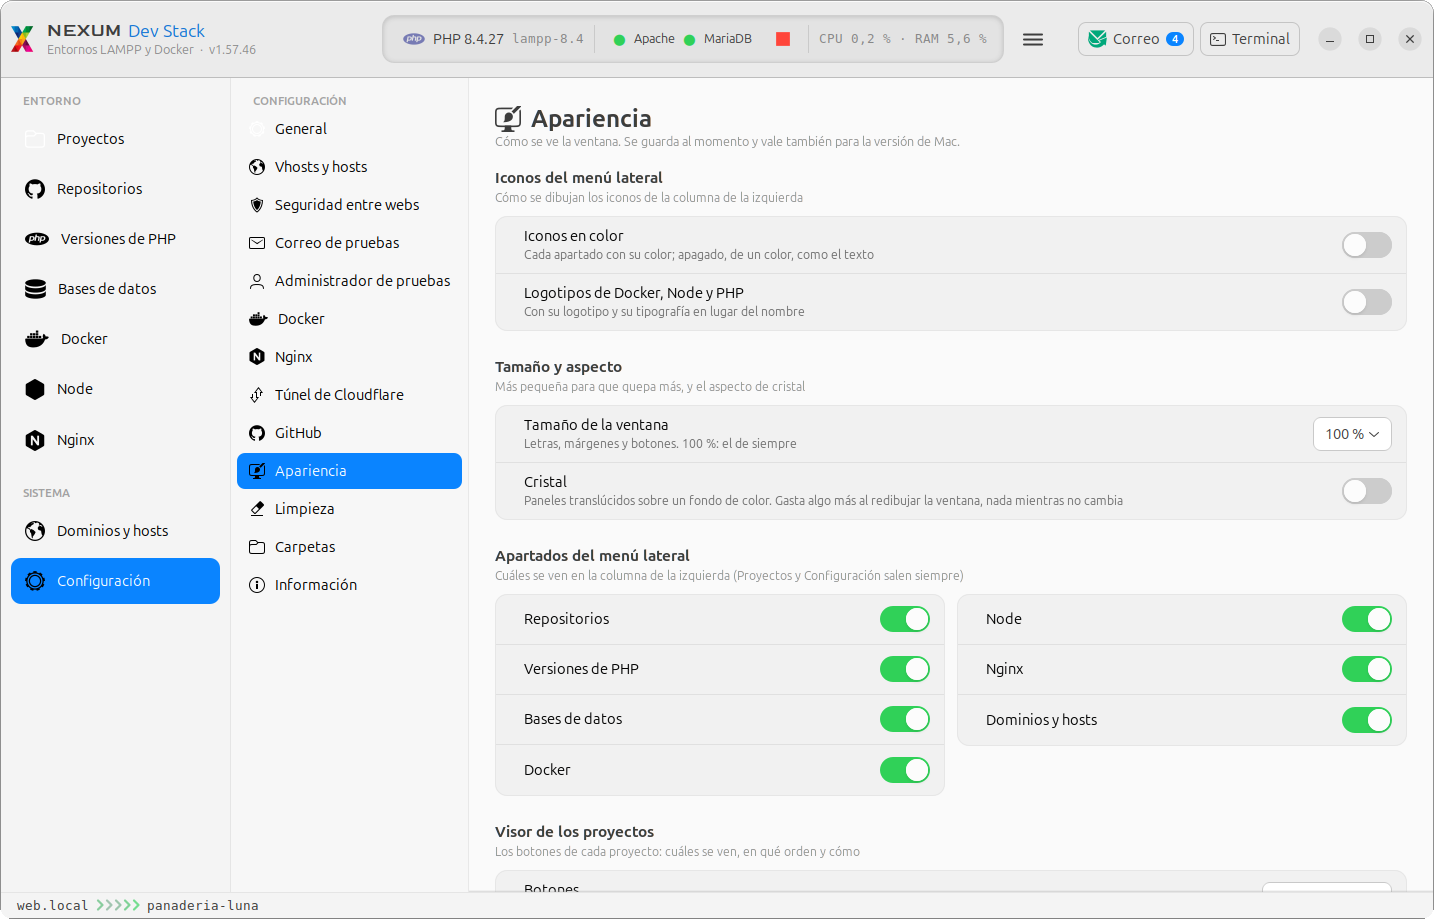 NEXUM Dev Stack
Entornos LAMPP y Docker · v1.57.46
php PHP 8.4.27 lampp-8.4
Apache
MariaDB
CPU 0,2 % · RAM 5,6 %
Correo 4
Terminal
ENTORNO
Proyectos
Repositorios
php Versiones de PHP
Bases de datos
Docker
Node
N Nginx
SISTEMA
Dominios y hosts
Configuración
CONFIGURACIÓN
General
Vhosts y hosts
Seguridad entre webs
Correo de pruebas
Administrador de pruebas
Docker
N Nginx
Túnel de Cloudflare
GitHub
Apariencia
Limpieza
Carpetas
Información
Apariencia
Cómo se ve la ventana. Se guarda al momento y vale también para la versión de Mac.
Iconos del menú lateral
Cómo se dibujan los iconos de la columna de la izquierda
Iconos en color
Cada apartado con su color; apagado, de un color, como el texto
Logotipos de Docker, Node y PHP
Con su logotipo y su tipografía en lugar del nombre
Tamaño y aspecto
Más pequeña para que quepa más, y el aspecto de cristal
Tamaño de la ventana
Letras, márgenes y botones. 100 %: el de siempre
100 %
Cristal
Paneles translúcidos sobre un fondo de color. Gasta algo más al redibujar la ventana, nada mientras no cambia
Apartados del menú lateral
Cuáles se ven en la columna de la izquierda (Proyectos y Configuración salen siempre)
Repositorios
Versiones de PHP
Bases de datos
Docker
Node
Nginx
Dominios y hosts
Visor de los proyectos
Los botones de cada proyecto: cuáles se ven, en qué orden y cómo
Botones
web.local >>>>> panaderia-luna